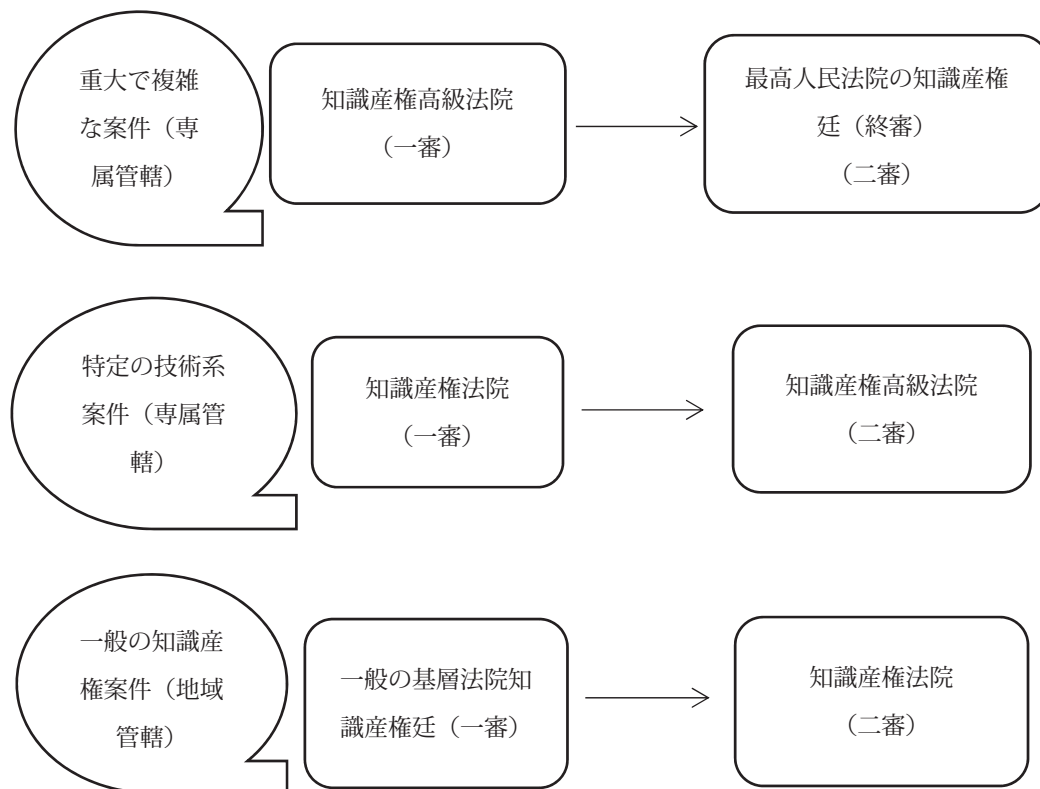 重大で複雑
な案件（専
属管轄）
知識産権高級法院
（一審）
最高人民法院の知識産権
廷（終審）
（二審）
特定の技術系
案件（専属管
轄）
知識産権法院
（一審）
知識産権高級法院
（二審）
一般の知識産
権案件（地域
管轄）
一般の基層法院知
識産権廷（一審）
知識産権法院
（二審）